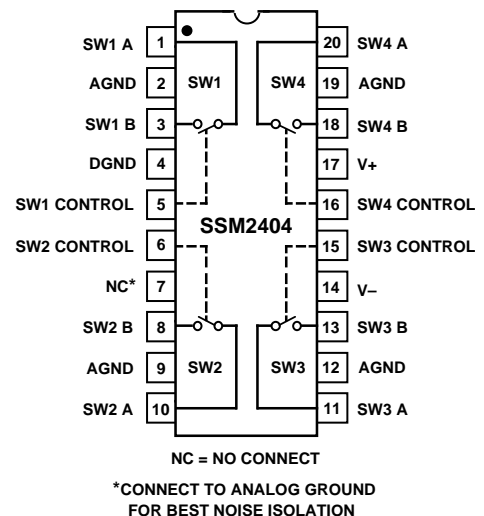 SW1 A 1 20 SW4 A
AGND 2 SW1 SW4 19 AGND
SW1 B 3 18 SW4 B
DGND 4 17 V+
SW1 CONTROL 5 16 SW4 CONTROL
SSM2404
SW2 CONTROL 6 15 SW3 CONTROL
NC* 7 14 V–
SW2 B 8 13 SW3 B
AGND 9 SW2 SW3 12 AGND
SW2 A 10 11 SW3 A
NC = NO CONNECT
*CONNECT TO ANALOG GROUND
FOR BEST NOISE ISOLATION